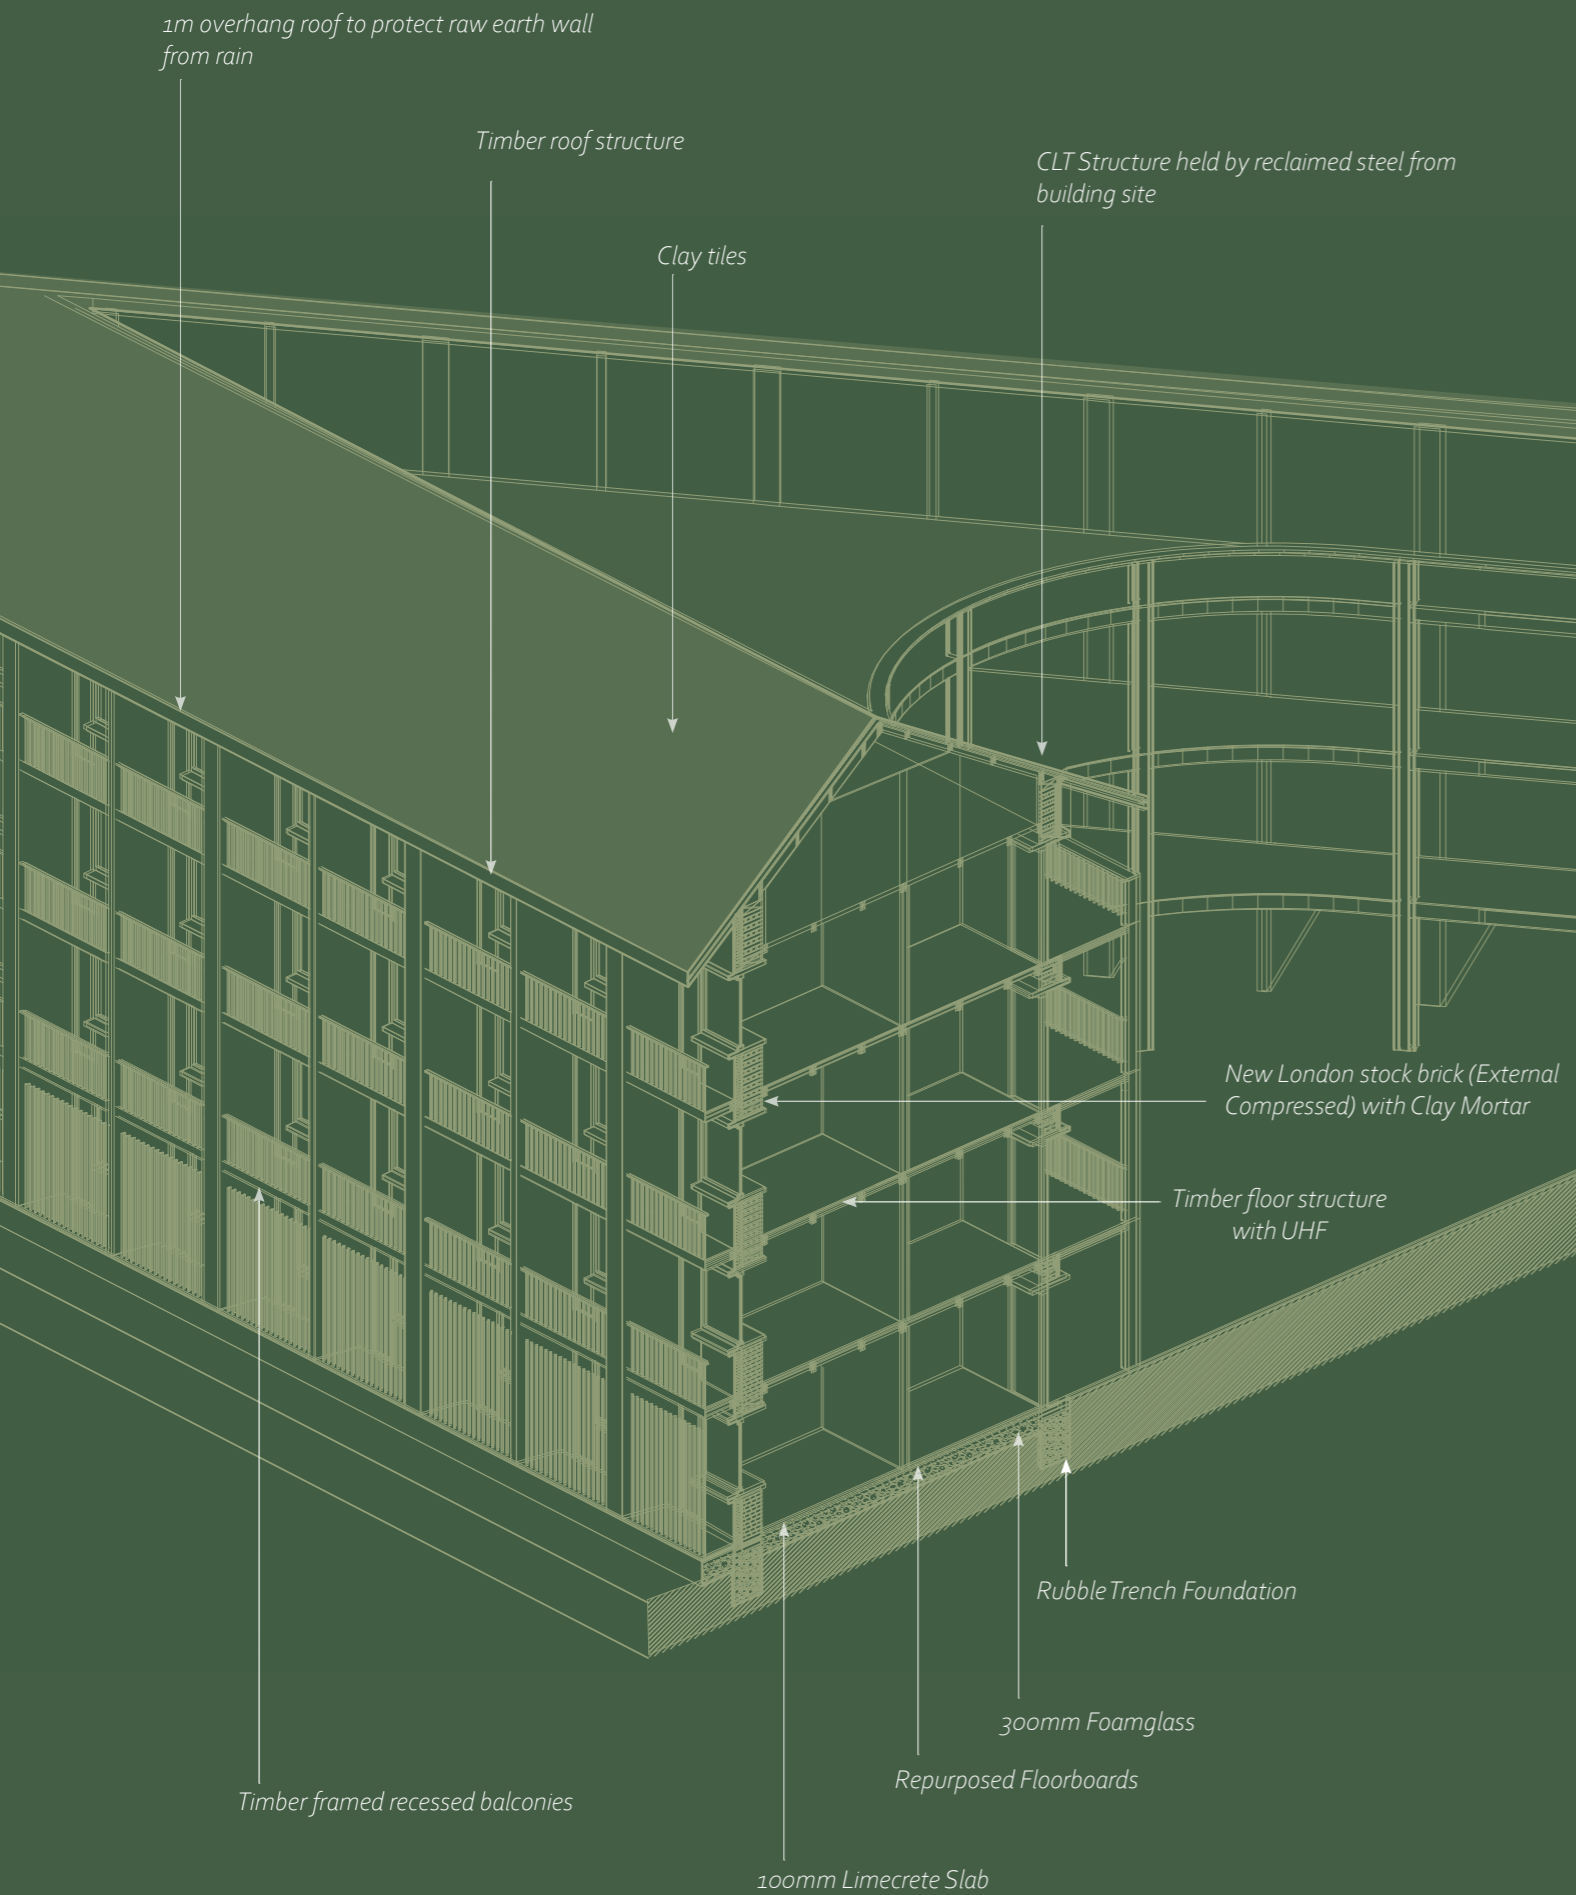 1m overhang roof to protect raw earth wall
from rain
Timber roof structure
CLT Structure held by reclaimed steel from
building site
Clay tiles
New London stock brick (External
Compressed) with Clay Mortar
Timber floor structure
with UHF
Rubble Trench Foundation
300mm Foamglass
Repurposed Floorboards
Timber framed recessed balconies
100mm Limecrete Slab